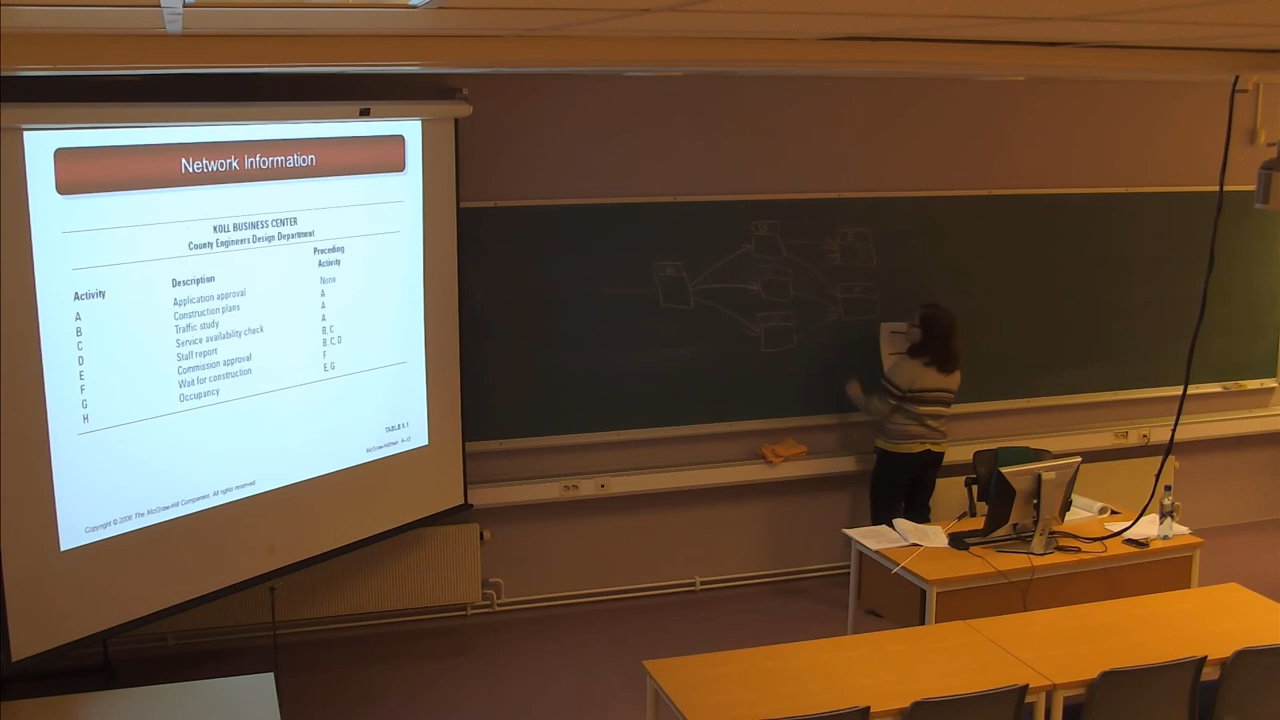 Network Information
KOLL BUSINESS CENTER
County Engineers Design Department
Activity Description Preceding Activity
A Application approval None
B Construction plans A
C Traffic study A
D Service availability check A
E Staff report B, C
F Commission approval B, C, D
G Wait for construction F
H Occupancy E, G
TABLE 6.1
Copyright © The McGraw-Hill Companies. All rights reserved.